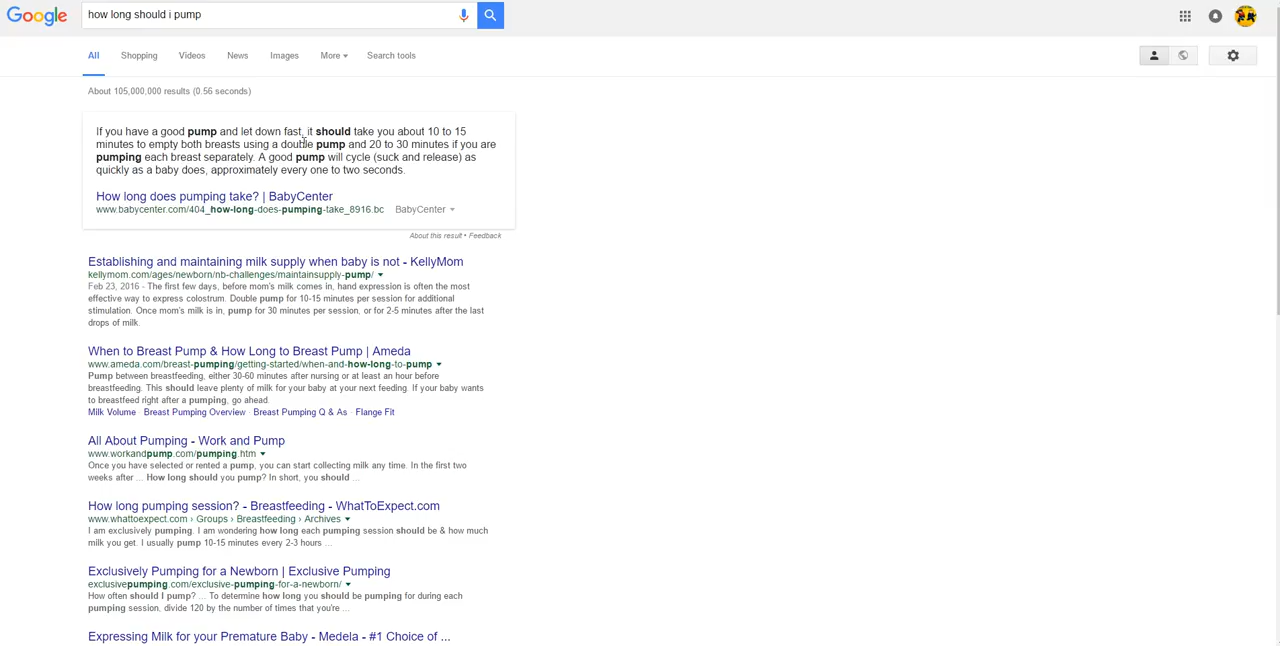 Google how long should i pump
All Shopping Videos News Images More Search tools
About 105,000,000 results (0.56 seconds)
If you have a good pump and let down fast, it should take you about 10 to 15
minutes to empty both breasts using a double pump and 20 to 30 minutes if you are
pumping each breast separately. A good pump will cycle (suck and release) as
quickly as a baby does, approximately every one to two seconds.
How long does pumping take? | BabyCenter
www.babycenter.com/404_how-long-does-pumping-take_8916.bc BabyCenter
About this result • Feedback
Establishing and maintaining milk supply when baby is not - KellyMom
kellymom.com/ages/newborn/nb-challenges/maintainsupply-pump/
Feb 23, 2016 - The first few days, before mom's milk comes in, hand expression is often the most
effective way to express colostrum. Double pump for 10-15 minutes per session for additional
stimulation. Once mom's milk is in, pump for 30 minutes per session, or for 2-5 minutes after the last
drops of milk.
When to Breast Pump & How Long to Breast Pump | Ameda
www.ameda.com/breast-pumping/getting-started/when-and-how-long-to-pump
Pump between breastfeeding, either 30-60 minutes after nursing or at least an hour before
breastfeeding. This should leave plenty of milk for your baby at your next feeding. If your baby wants
to breastfeed right after a pumping, go ahead.
Milk Volume · Breast Pumping Overview · Breast Pumping Q & As · Flange Fit
All About Pumping - Work and Pump
www.workandpump.com/pumping.htm
Once you have selected or rented a pump, you can start collecting milk any time. In the first two
weeks after ... How long should you pump? In short, you should ...
How long pumping session? - Breastfeeding - WhatToExpect.com
www.whattoexpect.com › Groups › Breastfeeding › Archives
I am exclusively pumping. I am wondering how long each pumping session should be & how much
milk you get. I usually pump 10-15 minutes every 2-3 hours ...
Exclusively Pumping for a Newborn | Exclusive Pumping
exclusivepumping.com/exclusive-pumping-for-a-newborn/
How often should I pump? ... To determine how long you should be pumping for during each
pumping session, divide 120 by the number of times that you're ...
Expressing Milk for your Premature Baby - Medela - #1 Choice of ...